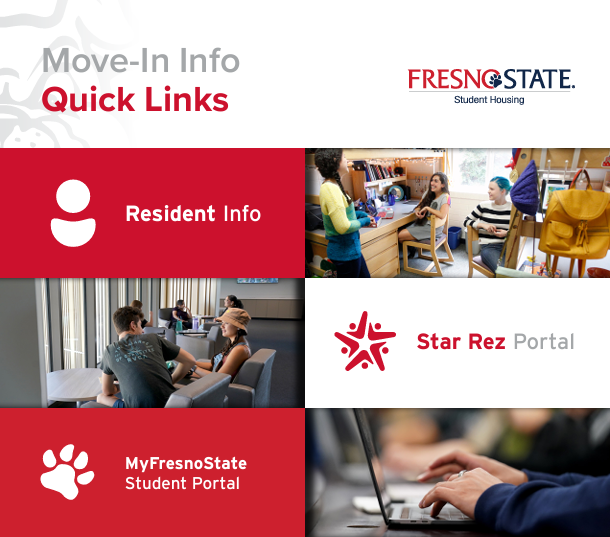 Move-In Info
Quick Links
FRESNO STATE.
Student Housing
Resident Info
Star Rez Portal
MyFresnoState
Student Portal